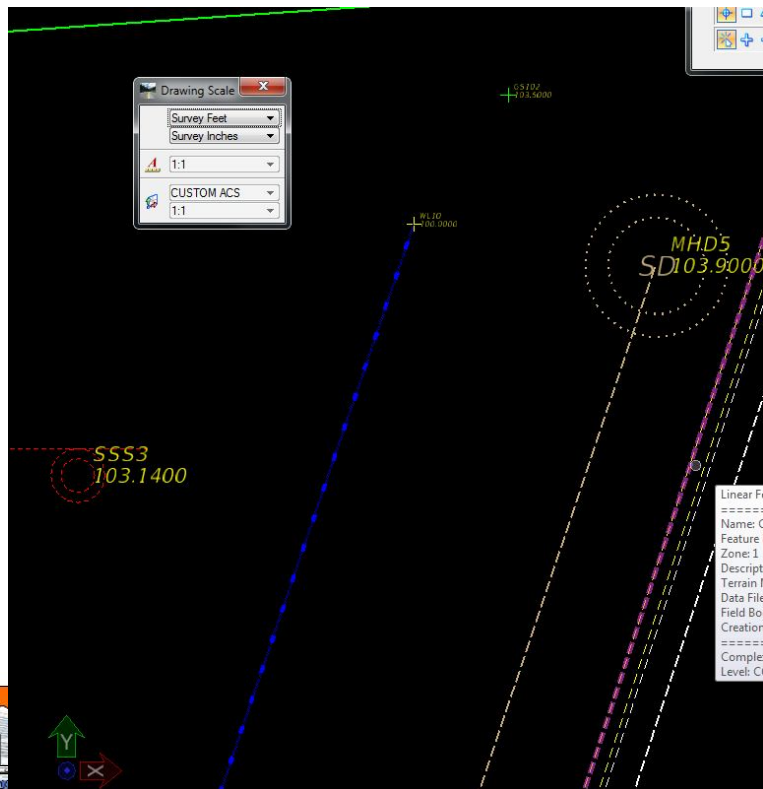 Drawing Scale
Survey Feet
Survey Inches
1:1
CUSTOM ACS
1:1
103.5000
WL10
100.0000
MHD5
SD
103.9000
SSS3
103.1400
Linear Fe
Name: C
Feature
Zone: 1
Descript
Terrain M
Data File
Field Bo
Creation
Comple
Level: CO
Y
X